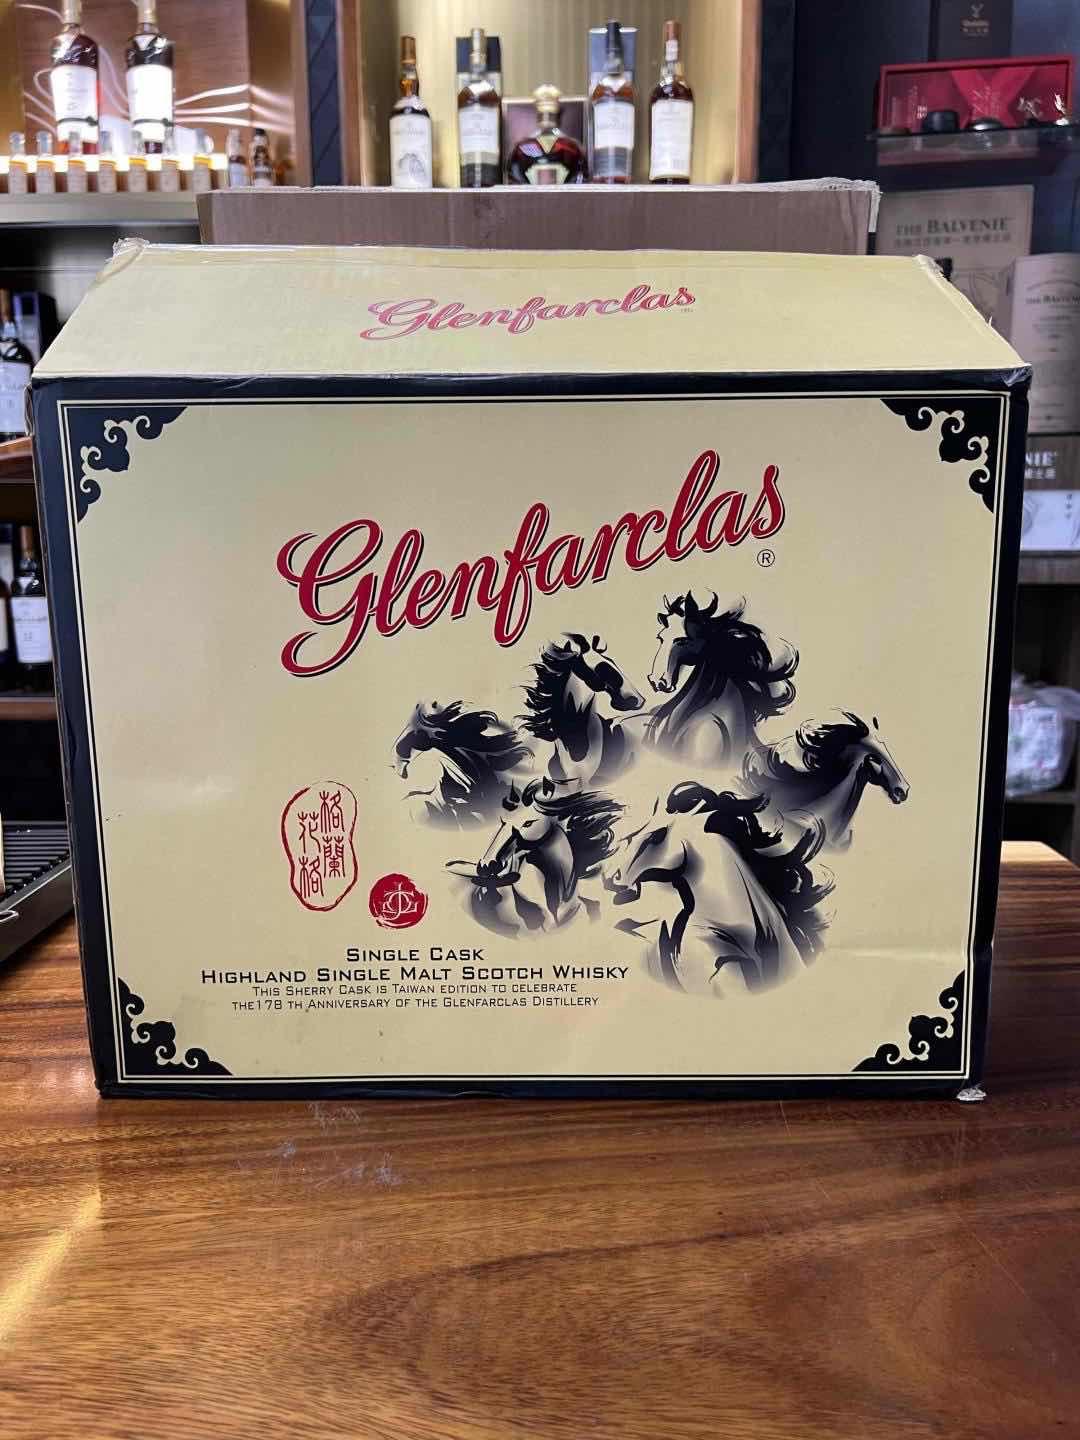 THE BALVENIE
Glenfarclas
Glenfarclas
®
格蘭
花格
SINGLE CASK
HIGHLAND SINGLE MALT SCOTCH WHISKY
THIS SHERRY CASK IS TAIWAN EDITION TO CELEBRATE
THE178 TH ANNIVERSARY OF THE GLENFARCLAS DISTILLERY